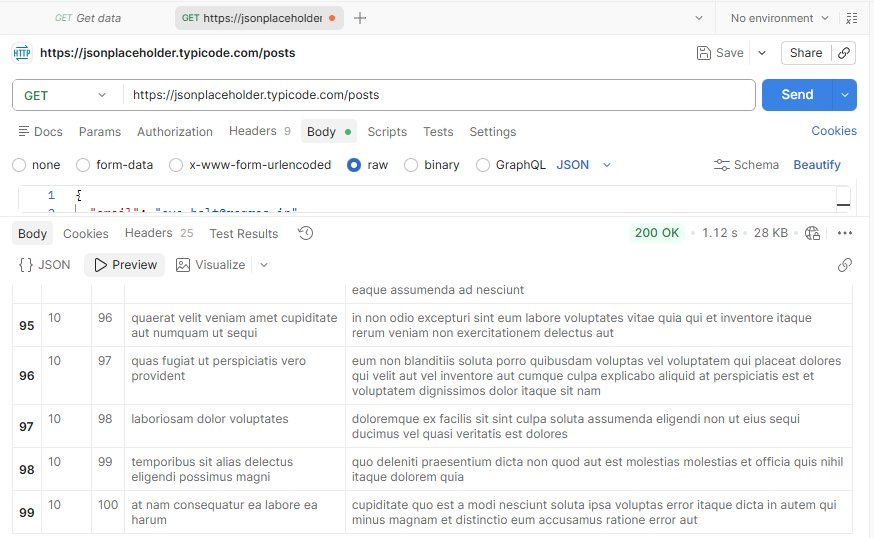 GET Get data
GET https://jsonplaceholder
No environment
HTTP https://jsonplaceholder.typicode.com/posts
Save
Share
GET
https://jsonplaceholder.typicode.com/posts
Send
Docs Params Authorization Headers 9 Body Scripts Tests Settings Cookies
none form-data x-www-form-urlencoded raw binary GraphQL JSON Schema Beautify
1 {
Body Cookies Headers 25 Test Results 200 OK • 1.12 s • 28 KB
{} JSON Preview Visualize
eaque assumenda ad nesciunt
95 10 96 quaerat velit veniam amet cupiditate in non odio excepturi sint eum labore voluptates vitae quia qui et inventore itaque
aut numquam ut sequi rerum veniam non exercitationem delectus aut
96 10 97 quas fugiat ut perspiciatis vero eum non blanditiis soluta porro quibusdam voluptas vel voluptatem qui placeat dolores
provident qui velit aut vel inventore aut cumque culpa explicabo aliquid at perspiciatis est et
voluptatem dignissimos dolor itaque sit nam
97 10 98 laboriosam dolor voluptates doloremque ex facilis sit sint culpa soluta assumenda eligendi non ut eius sequi
ducimus vel quasi veritatis est dolores
98 10 99 temporibus sit alias delectus quo deleniti praesentium dicta non quod aut est molestias molestias et officia quis nihil
eligendi possimus magni itaque dolorem quia
99 10 100 at nam consequatur ea labore ea cupiditate quo est a modi nesciunt soluta ipsa voluptas error itaque dicta in autem qui
harum minus magnam et distinctio eum accusamus ratione error aut